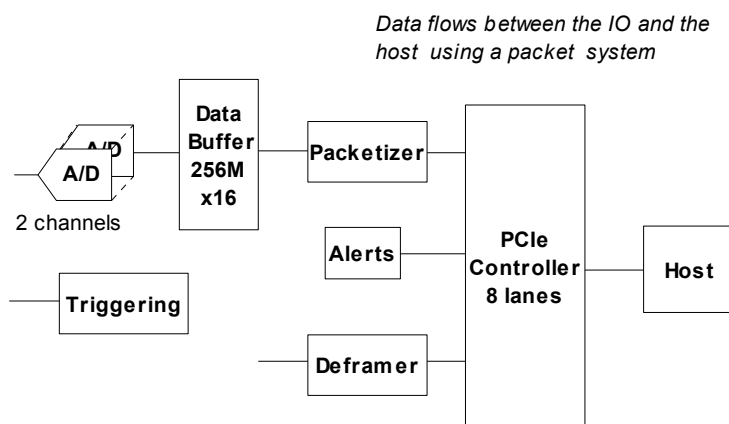 Data flows between the IO and the
host using a packet system
Data
Buffer
256M
x16
A/D
A/D
2 channels
Packetizer
Alerts
PCIe
Controller
8 lanes
Host
Triggering
Deframer